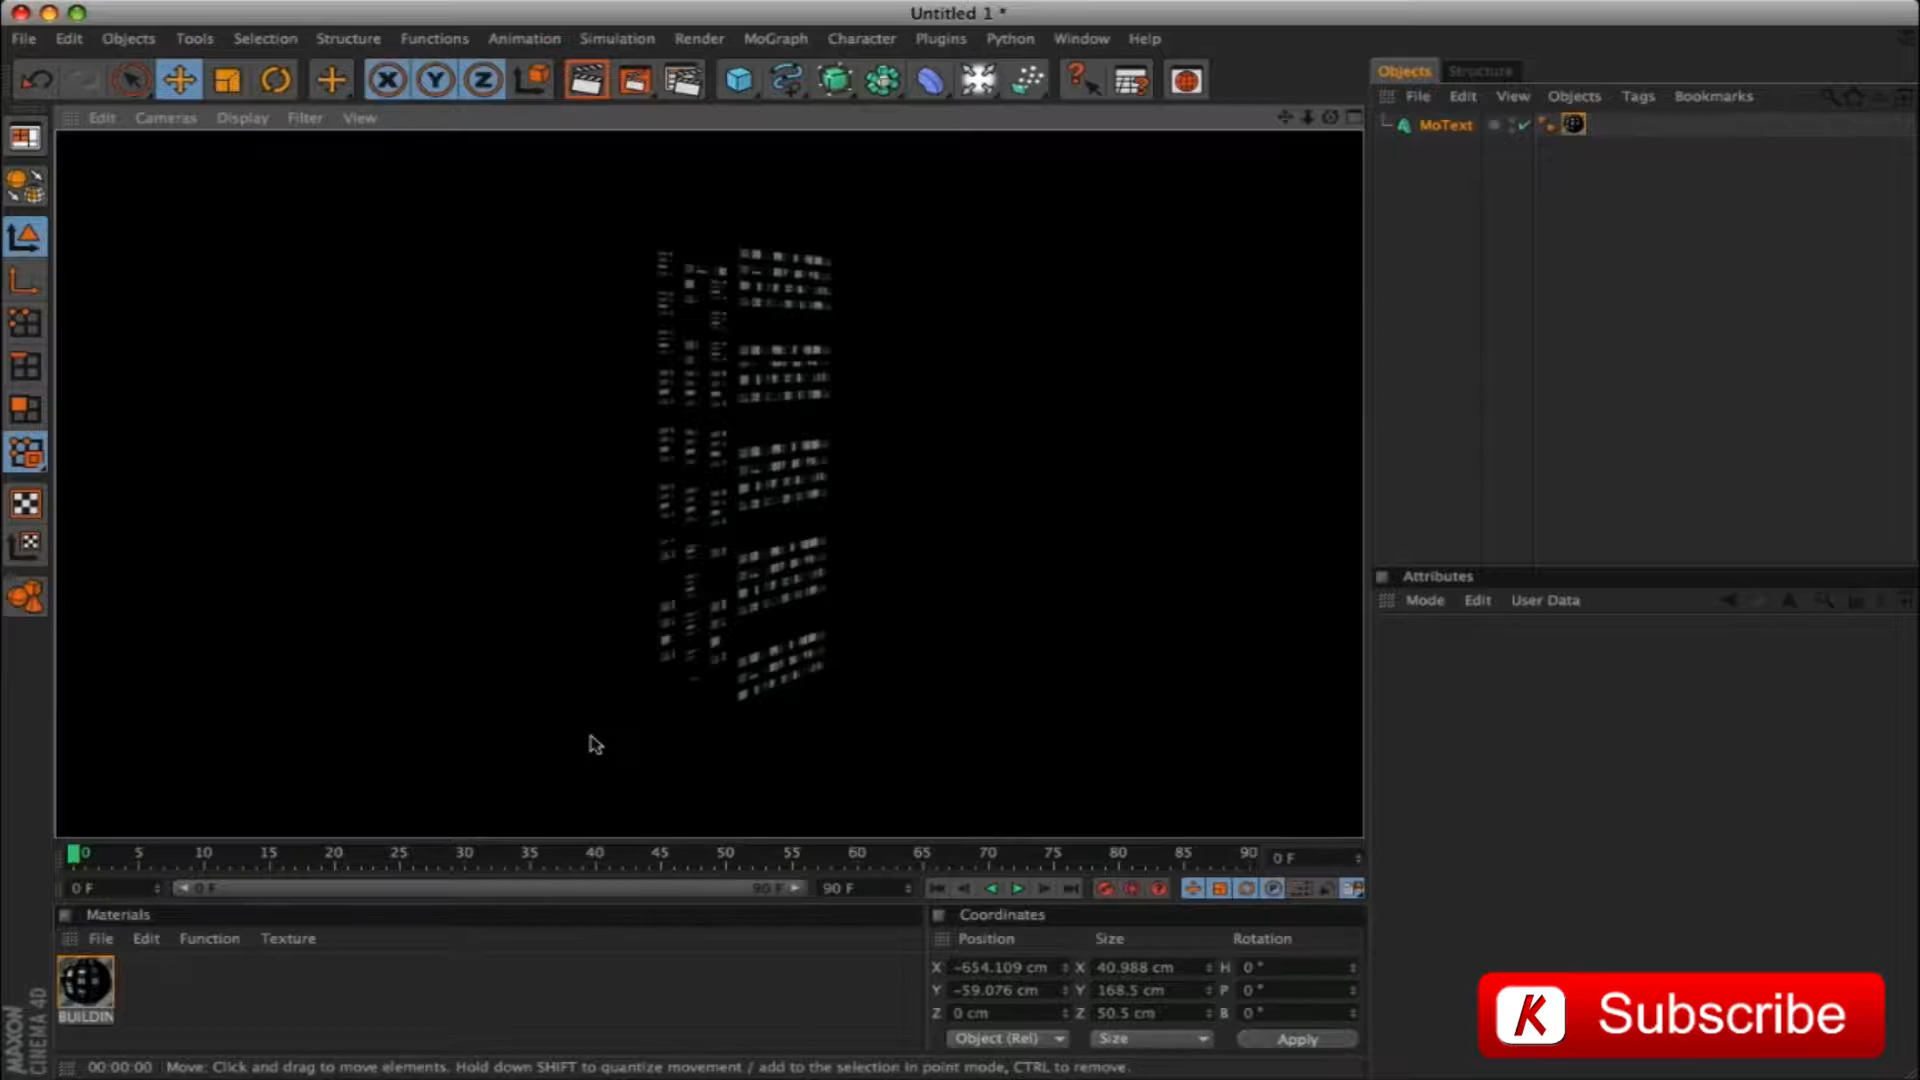 Untitled 1 *
File Edit Objects Tools Selection Structure Functions Animation Simulation Render MoGraph Character Plugins Python Window Help
X Y Z
Objects Structure
File Edit View Objects Tags Bookmarks
Edit Cameras Display Filter View
MoText
Attributes
Mode Edit User Data
0 5 10 15 20 25 30 35 40 45 50 55 60 65 70 75 80 85 90 0 F
0 F 0 F 90 F 90 F
Materials
File Edit Function Texture
BUILDIN
Coordinates
Position Size Rotation
X -654.109 cm X 40.988 cm H 0 °
Y -59.076 cm Y 168.5 cm P 0 °
Z 0 cm Z 50.5 cm B 0 °
Object (Rel) Size Apply
K Subscribe
MAXON
CINEMA 4D
00:00:00 Move: Click and drag to move elements. Hold down SHIFT to quantize movement / add to the selection in point mode, CTRL to remove.